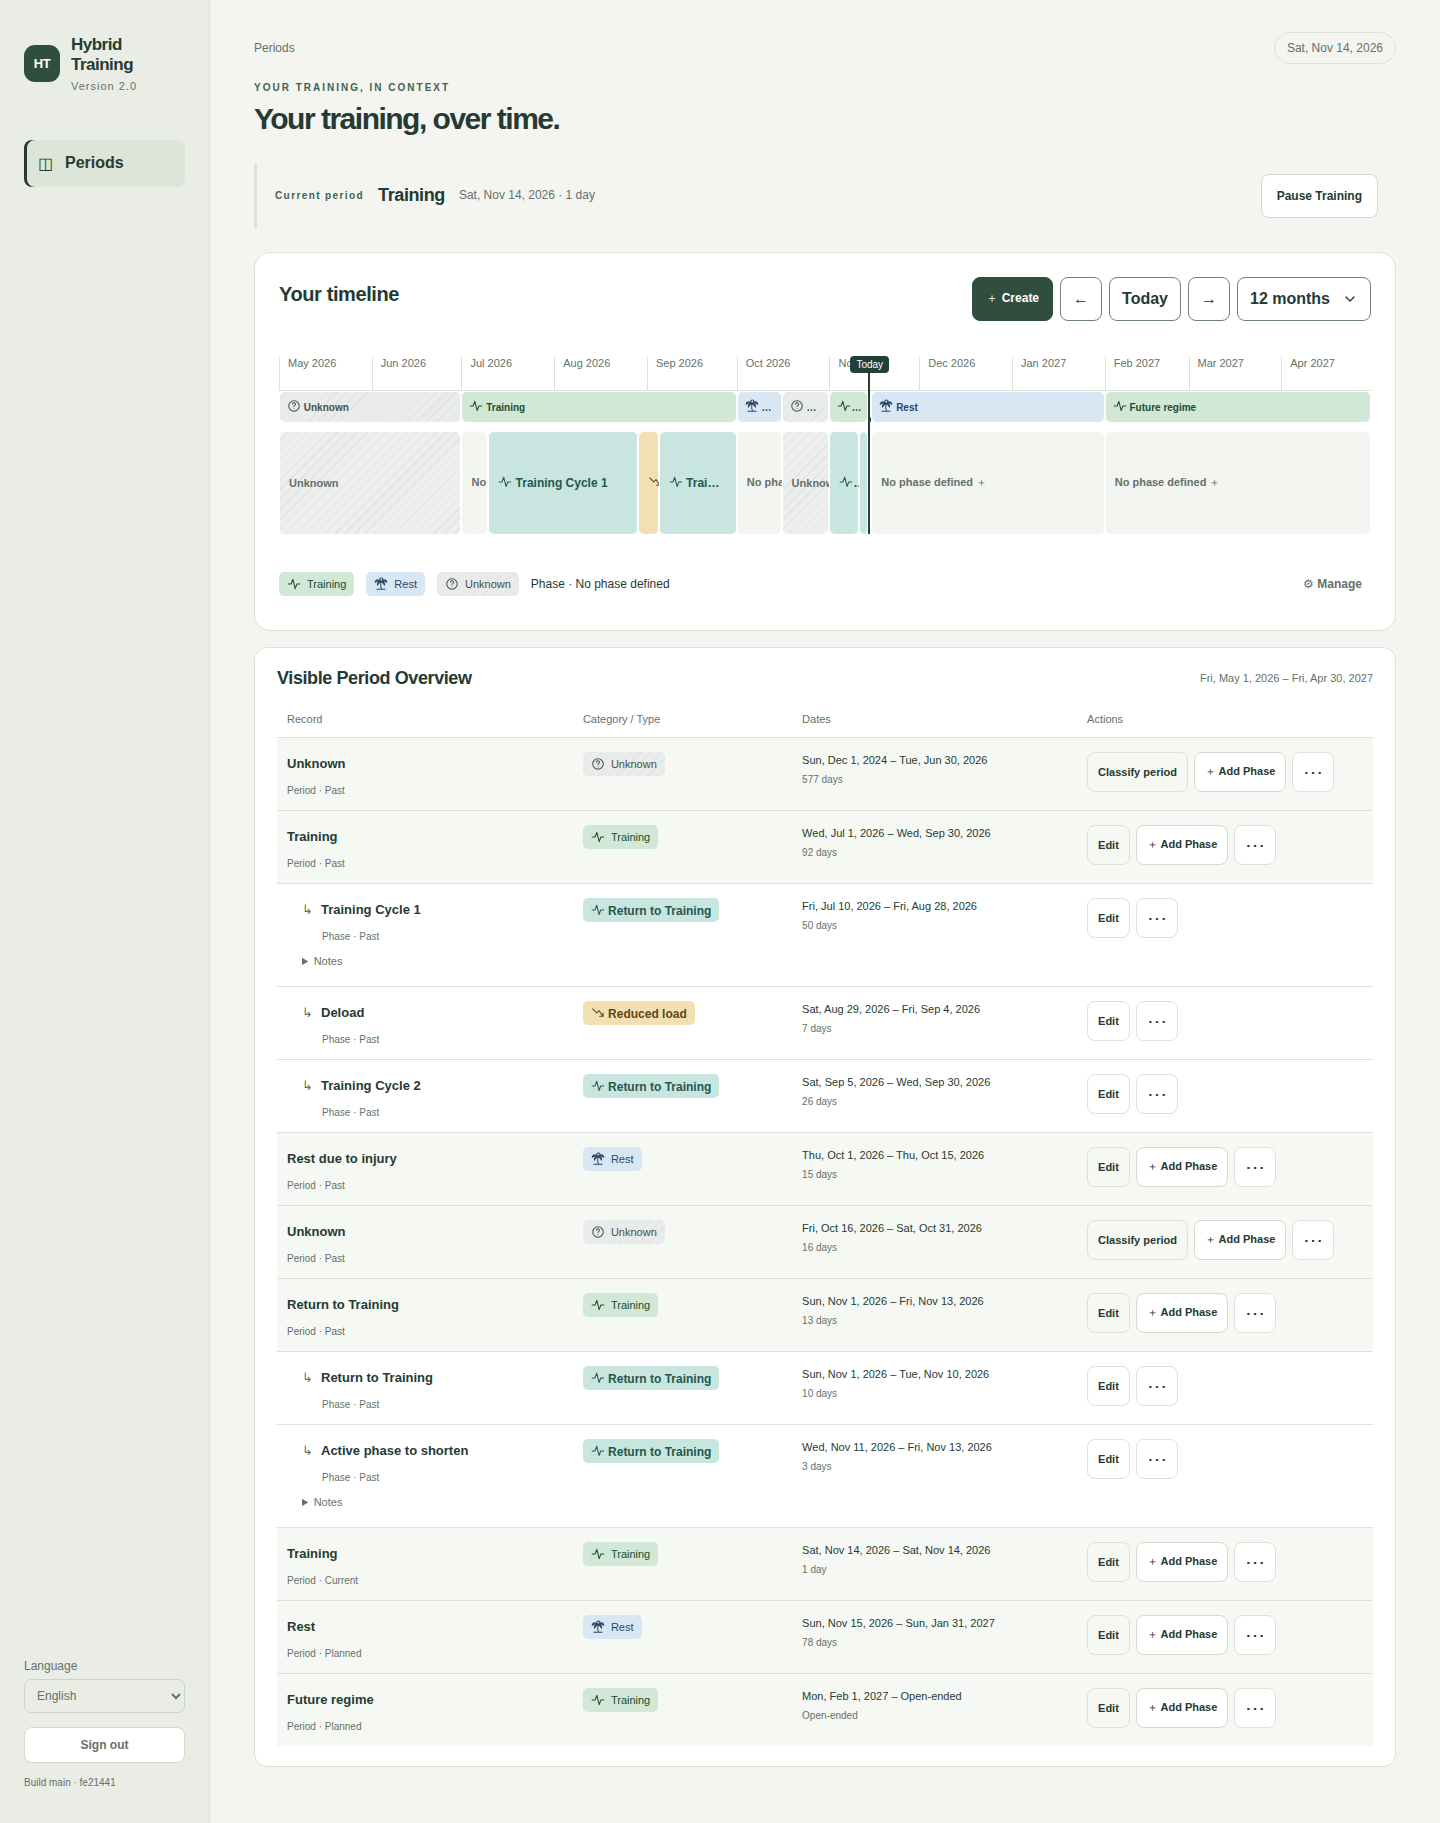 HT
Hybrid
Training
Version 2.0
Periods
Language
English
Sign out
Build main · fe21441
Periods
Sat, Nov 14, 2026
YOUR TRAINING, IN CONTEXT
Your training, over time.
Current period Training Sat, Nov 14, 2026 · 1 day
Pause Training
Your timeline
+ Create ← Today → 12 months
May 2026 Jun 2026 Jul 2026 Aug 2026 Sep 2026 Oct 2026 No Today Dec 2026 Jan 2027 Feb 2027 Mar 2027 Apr 2027
Unknown Training ... ... ... Rest Future regime
Unknown No Training Cycle 1 Trai... No pha Unknow .. No phase defined + No phase defined +
Training Rest Unknown Phase · No phase defined
⚙ Manage
Visible Period Overview
Fri, May 1, 2026 – Fri, Apr 30, 2027
Record Category / Type Dates Actions
Unknown Unknown Sun, Dec 1, 2024 – Tue, Jun 30, 2026 Classify period + Add Phase ···
Period · Past 577 days
Training Training Wed, Jul 1, 2026 – Wed, Sep 30, 2026 Edit + Add Phase ···
Period · Past 92 days
↳ Training Cycle 1 Return to Training Fri, Jul 10, 2026 – Fri, Aug 28, 2026 Edit ···
Phase · Past 50 days
▶ Notes
↳ Deload Reduced load Sat, Aug 29, 2026 – Fri, Sep 4, 2026 Edit ···
Phase · Past 7 days
↳ Training Cycle 2 Return to Training Sat, Sep 5, 2026 – Wed, Sep 30, 2026 Edit ···
Phase · Past 26 days
Rest due to injury Rest Thu, Oct 1, 2026 – Thu, Oct 15, 2026 Edit + Add Phase ···
Period · Past 15 days
Unknown Unknown Fri, Oct 16, 2026 – Sat, Oct 31, 2026 Classify period + Add Phase ···
Period · Past 16 days
Return to Training Training Sun, Nov 1, 2026 – Fri, Nov 13, 2026 Edit + Add Phase ···
Period · Past 13 days
↳ Return to Training Return to Training Sun, Nov 1, 2026 – Tue, Nov 10, 2026 Edit ···
Phase · Past 10 days
↳ Active phase to shorten Return to Training Wed, Nov 11, 2026 – Fri, Nov 13, 2026 Edit ···
Phase · Past 3 days
▶ Notes
Training Training Sat, Nov 14, 2026 – Sat, Nov 14, 2026 Edit + Add Phase ···
Period · Current 1 day
Rest Rest Sun, Nov 15, 2026 – Sun, Jan 31, 2027 Edit + Add Phase ···
Period · Planned 78 days
Future regime Training Mon, Feb 1, 2027 – Open-ended Edit + Add Phase ···
Period · Planned Open-ended